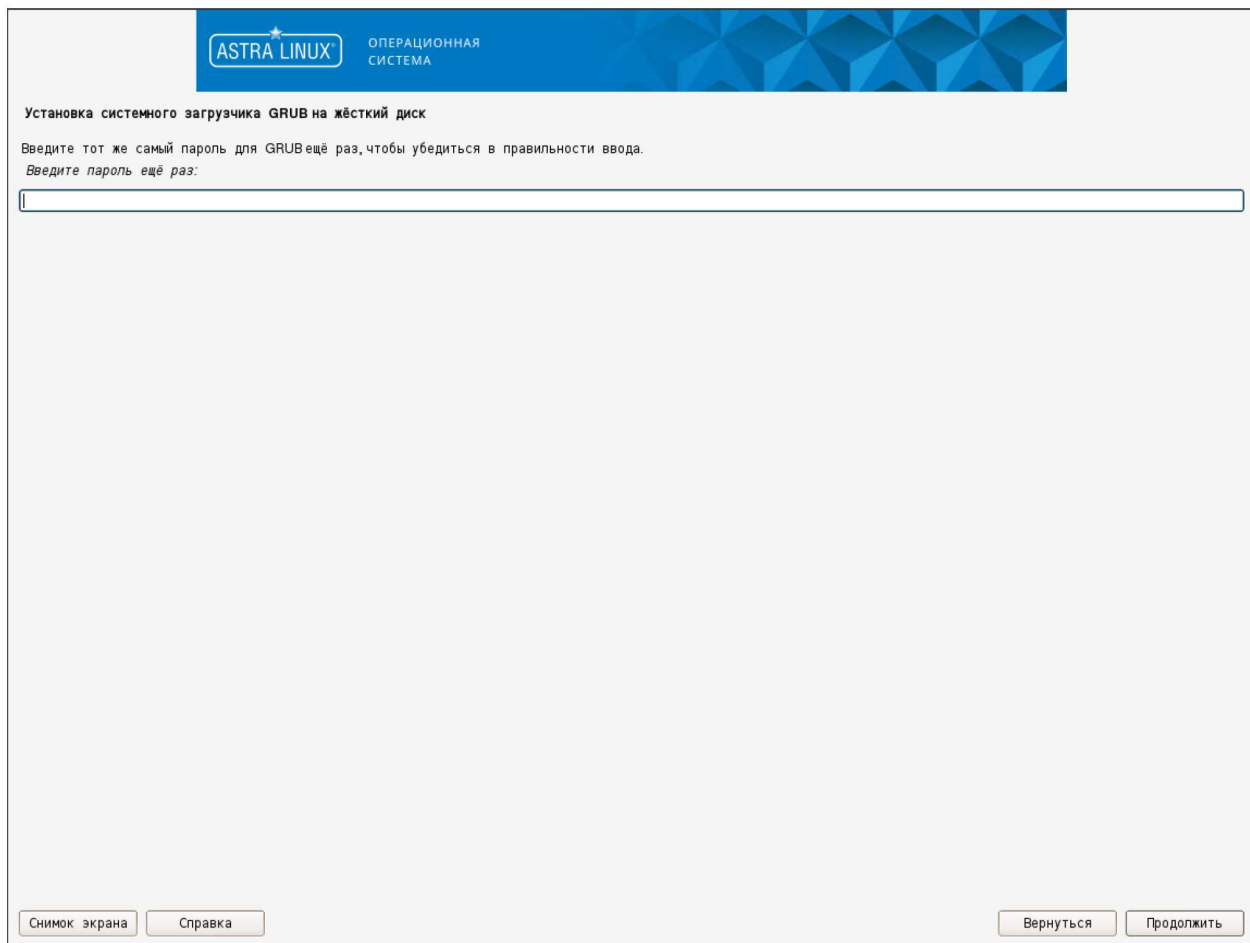 ASTRA LINUX®
ОПЕРАЦИОННАЯ
СИСТЕМА
Установка системного загрузчика GRUB на жёсткий диск
Введите тот же самый пароль для GRUB ещё раз, чтобы убедиться в правильности ввода.
Введите пароль ещё раз:
Снимок экрана Справка Вернуться Продолжить